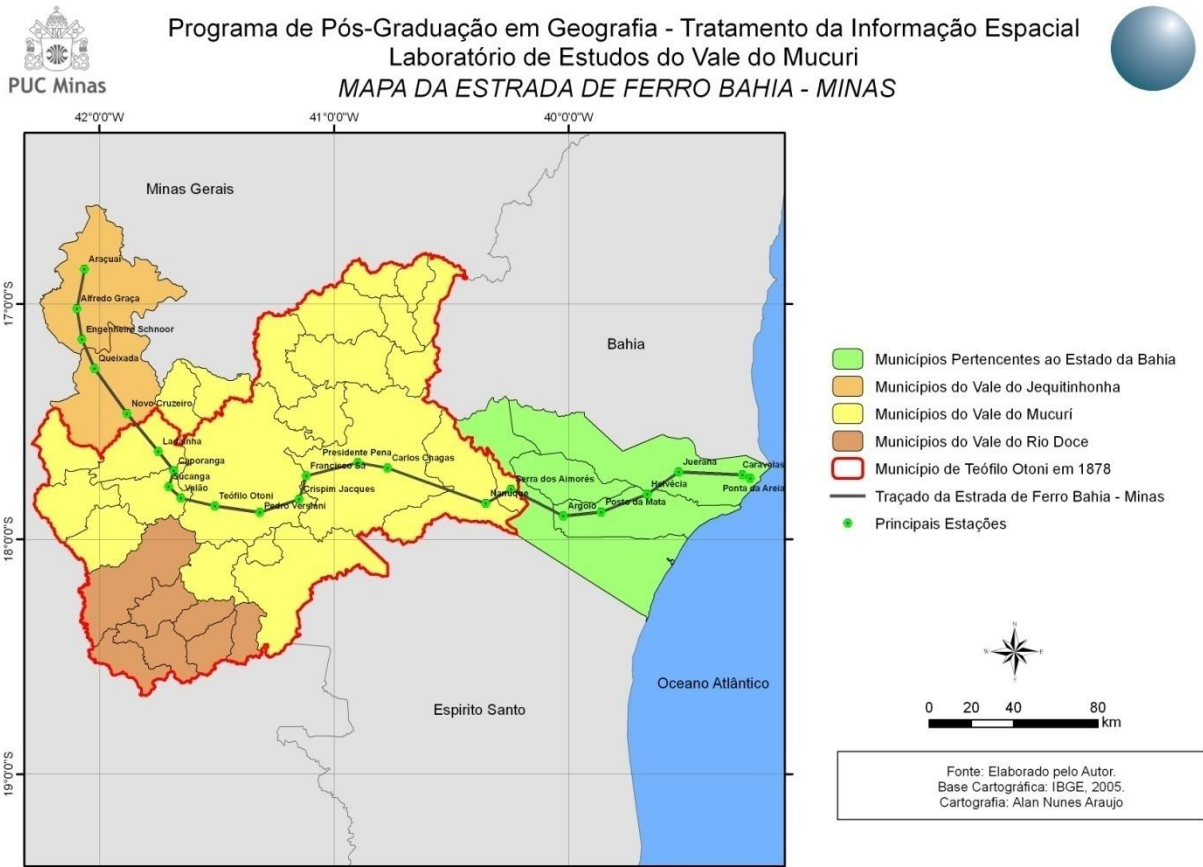 PUC Minas
Programa de Pós-Graduação em Geografia - Tratamento da Informação Espacial
Laboratório de Estudos do Vale do Mucuri
MAPA DA ESTRADA DE FERRO BAHIA - MINAS
42°0'0"W
41°0'0"W
40°0'0"W
17°0'0"S
18°0'0"S
19°0'0"S
Minas Gerais
Bahia
Espirito Santo
Oceano Atlântico
Araçuaí
Alfredo Graça
Engenheiro Schnoor
Queixada
Novo Cruzeiro
Ladainha
Caporanga
Sucanga
Valão
Teófilo Otoni
Pedro Versiani
Crispim Jacques
Francisco Sá
Presidente Pena
Carlos Chagas
Nanuque
Serra dos Aimorés
Argolo
Posto da Mata
Helvécia
Juerana
Caravelas
Ponta da Areia
Municípios Pertencentes ao Estado da Bahia
Municípios do Vale do Jequitinhonha
Municípios do Vale do Mucurí
Municípios do Vale do Rio Doce
Município de Teófilo Otoni em 1878
Traçado da Estrada de Ferro Bahia - Minas
Principais Estações
N
W
E
S
0 20 40 80
km
Fonte: Elaborado pelo Autor.
Base Cartográfica: IBGE, 2005.
Cartografia: Alan Nunes Araujo